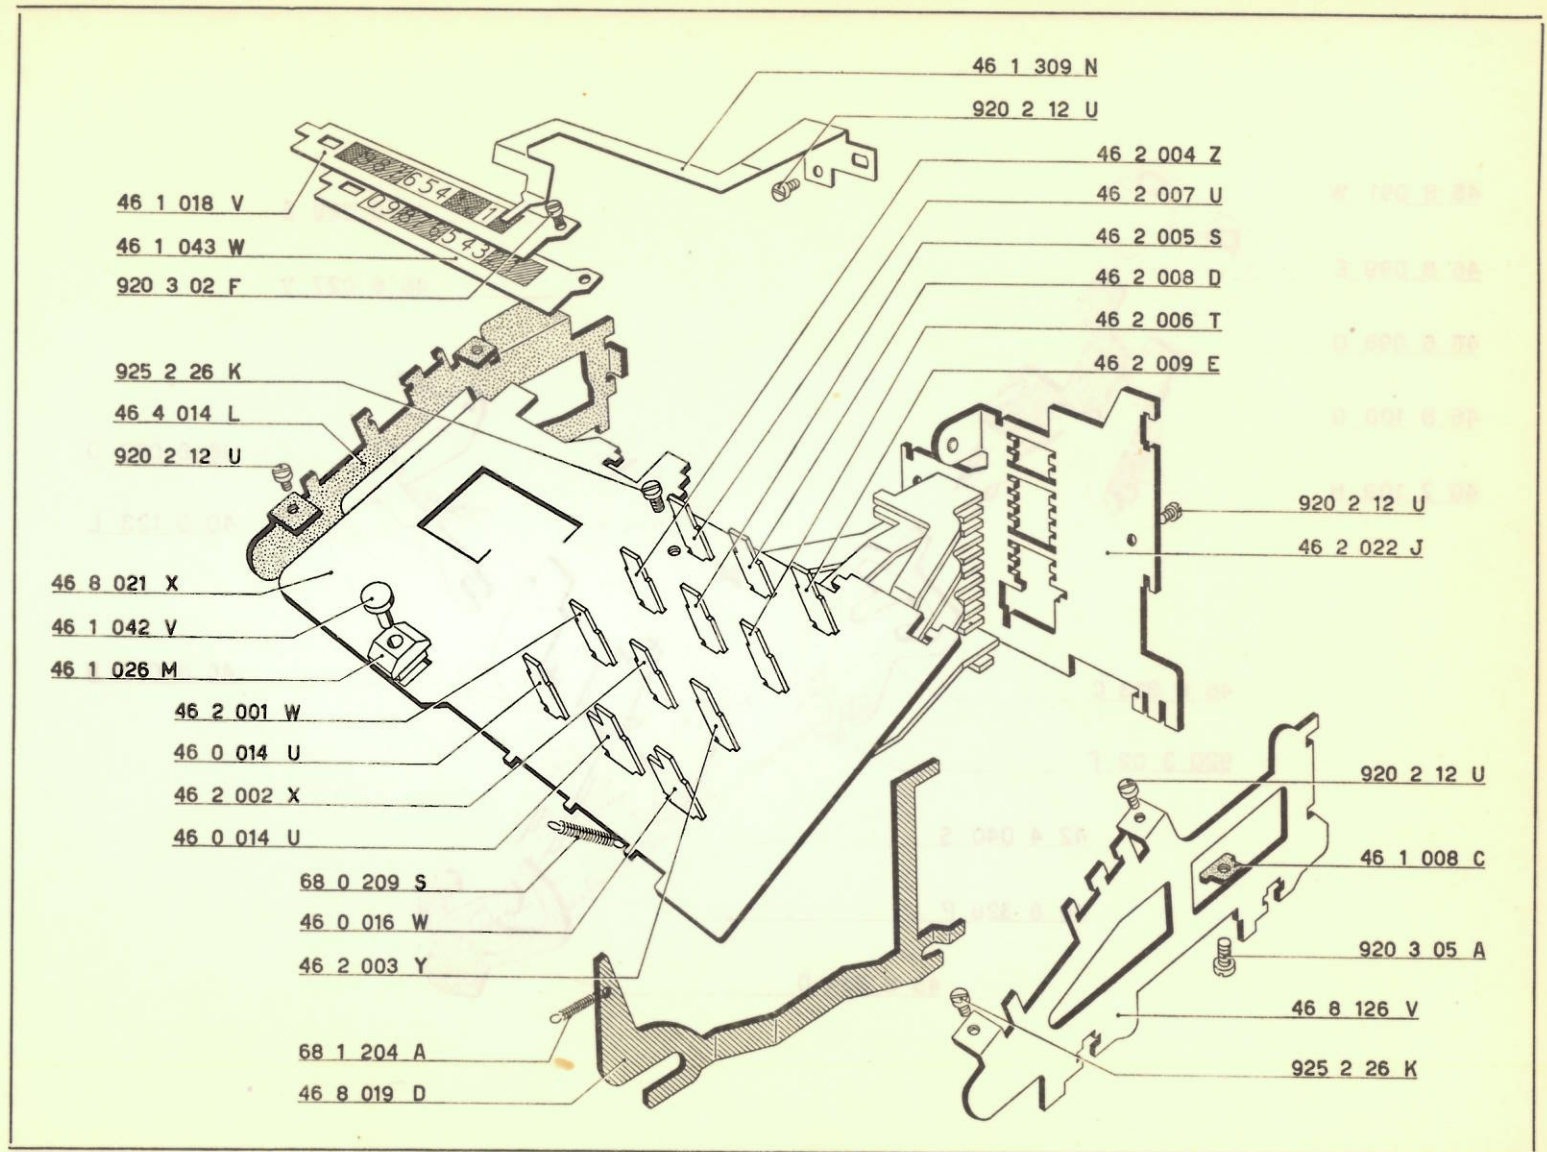 46 1 309 N
920 2 12 U
46 2 004 Z
46 2 007 U
46 2 005 S
46 2 008 D
46 2 006 T
46 2 009 E
987654 1
09876543
46 1 018 V
46 1 043 W
920 3 02 F
925 2 26 K
46 4 014 L
920 2 12 U
46 8 021 X
46 1 042 V
46 1 026 M
46 2 001 W
46 0 014 U
46 2 002 X
46 0 014 U
68 0 209 S
46 0 016 W
46 2 003 Y
68 1 204 A
46 8 019 D
920 2 12 U
46 2 022 J
920 2 12 U
46 1 008 C
920 3 05 A
46 8 126 V
925 2 26 K